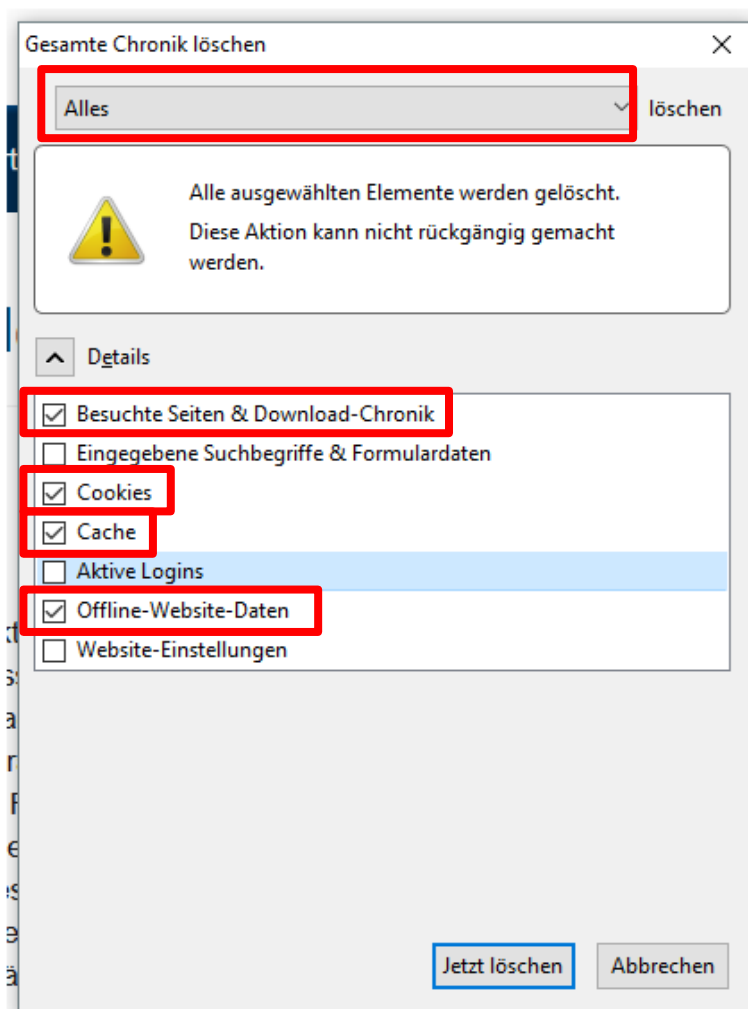 Gesamte Chronik löschen
Alles löschen
Alle ausgewählten Elemente werden gelöscht.
Diese Aktion kann nicht rückgängig gemacht
werden.
Details
Besuchte Seiten & Download-Chronik
Eingegebene Suchbegriffe & Formulardaten
Cookies
Cache
Aktive Logins
Offline-Website-Daten
Website-Einstellungen
Jetzt löschen Abbrechen